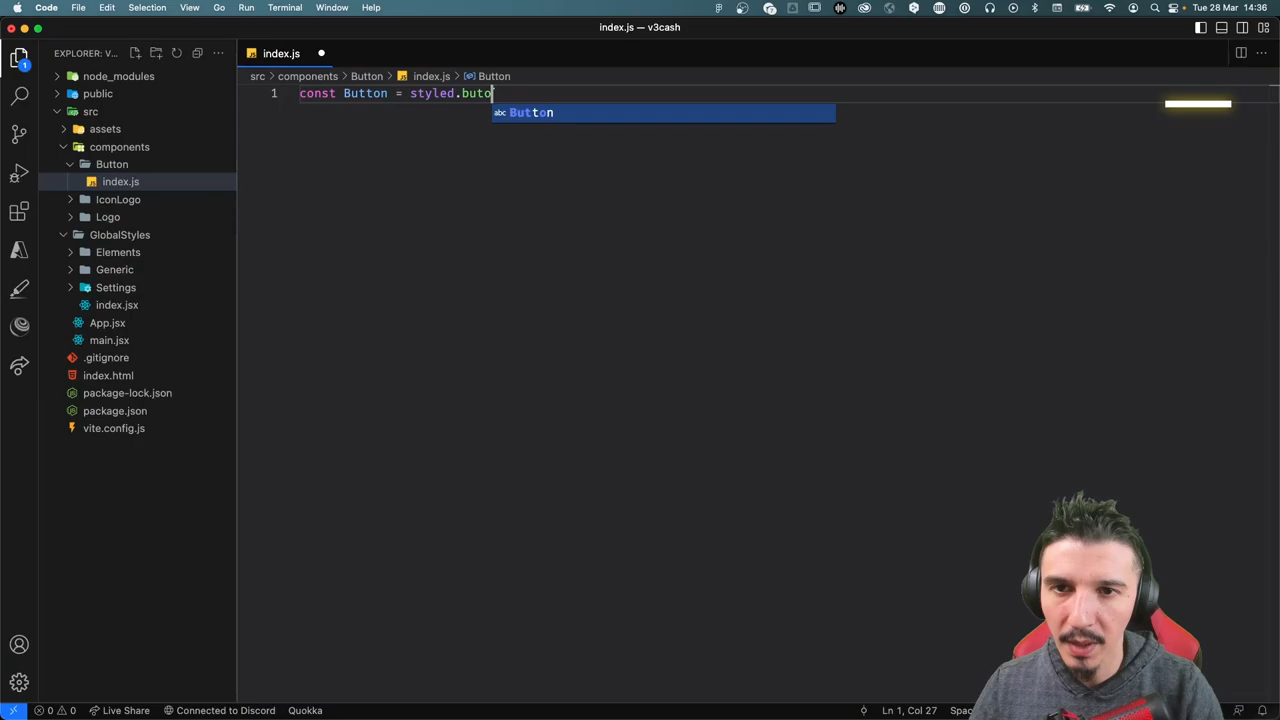 Code File Edit Selection View Go Run Terminal Window Help Tue 28 Mar 14:36
index.js — v3cash
EXPLORER: V... index.js
src components Button index.js Button
1 const Button = styled.buto
abc Button
node_modules
public
src
assets
components
Button
index.js
IconLogo
Logo
GlobalStyles
Elements
Generic
Settings
index.jsx
App.jsx
main.jsx
.gitignore
index.html
package-lock.json
package.json
vite.config.js
1
0 0 Live Share Connected to Discord Quokka Ln 1, Col 27 Spac